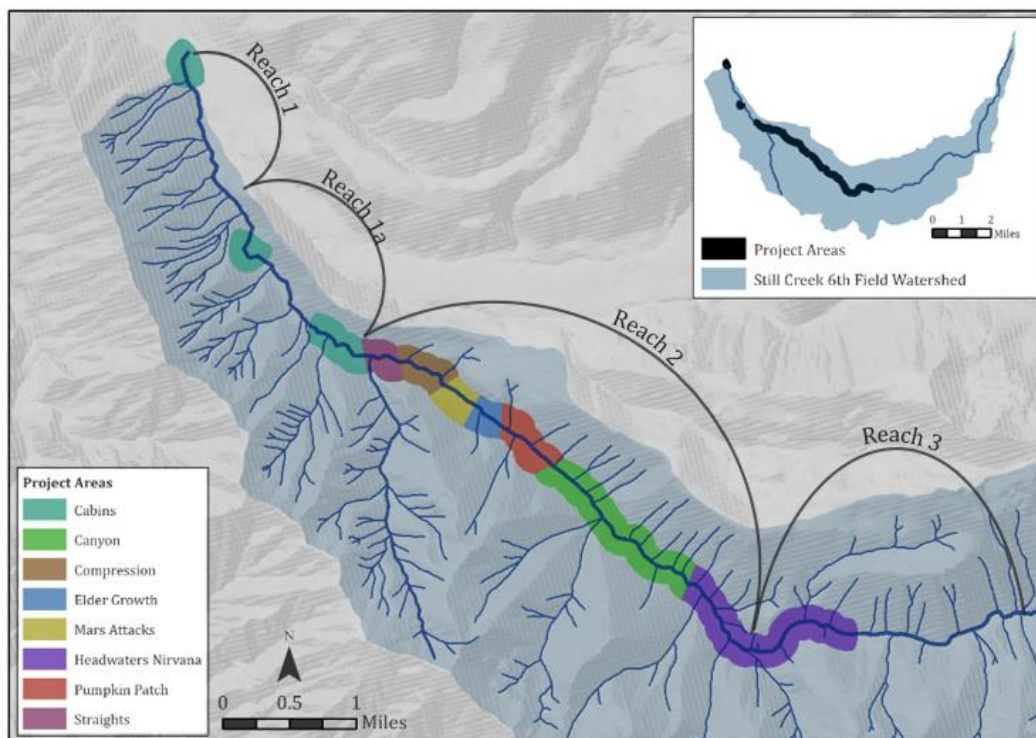 Reach 1
Reach 1a
Reach 2
Reach 3
0 1 2
Miles
Project Areas
Still Creek 6th Field Watershed
Project Areas
Cabins
Canyon
Compression
Elder Growth
Mars Attacks
Headwaters Nirvana
Pumpkin Patch
Straights
N
0 0.5 1
Miles